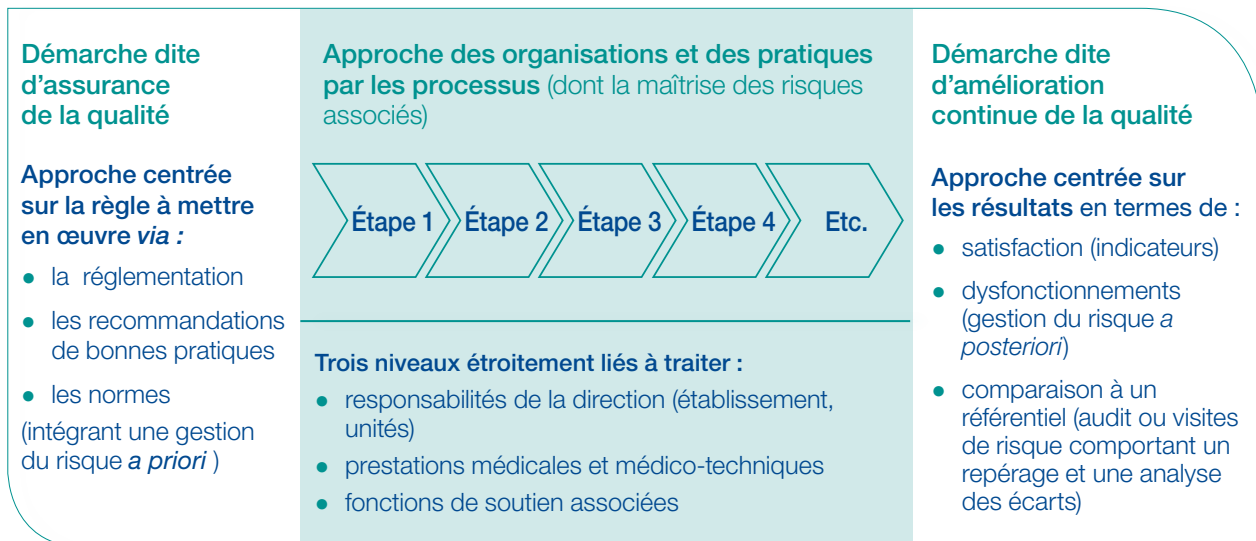 Démarche dite
d'assurance
de la qualité
Approche centrée
sur la règle à mettre
en œuvre via :
● la réglementation
● les recommandations
de bonnes pratiques
● les normes
(intégrant une gestion
du risque a priori )
Approche des organisations et des pratiques
par les processus (dont la maîtrise des risques
associés)
Étape 1
Étape 2
Étape 3
Étape 4
Etc.
Trois niveaux étroitement liés à traiter :
● responsabilités de la direction (établissement,
unités)
● prestations médicales et médico-techniques
● fonctions de soutien associées
Démarche dite
d'amélioration
continue de la qualité
Approche centrée sur
les résultats en termes de :
● satisfaction (indicateurs)
● dysfonctionnements
(gestion du risque a
posteriori)
● comparaison à un
référentiel (audit ou visites
de risque comportant un
repérage et une analyse
des écarts)